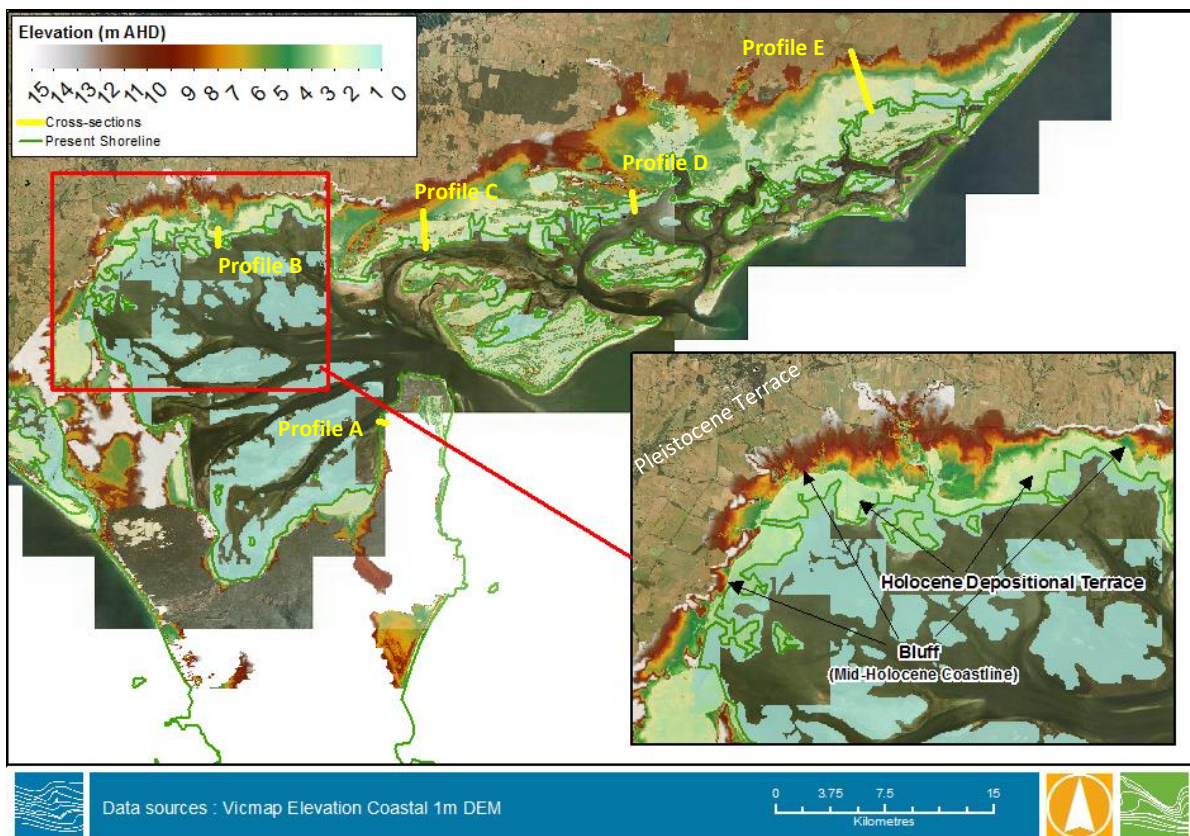 Elevation (m AHD)
15 14 13 12 11 10 9 8 7 6 5 4 3 2 1 0
Cross-sections
Present Shoreline
Profile E
Profile D
Profile C
Profile B
Profile A
Pleistocene Terrace
Holocene Depositional Terrace
Bluff
(Mid-Holocene Coastline)
Data sources : Vicmap Elevation Coastal 1m DEM
0 3.75 7.5 15
Kilometres